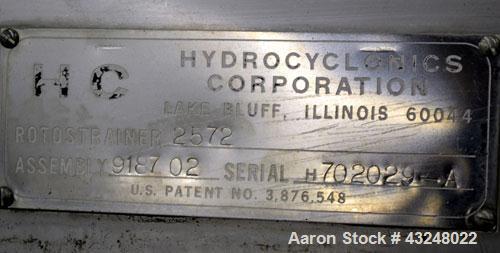 HC
HYDROCYCLONICS
CORPORATION
LAKE BLUFF, ILLINOIS 60044
ROTOSTRAINER 2572
ASSEMBLY 9187 02 SERIAL
U.S. PATENT NO. 3,876,548
Aaron Stock # 43248022